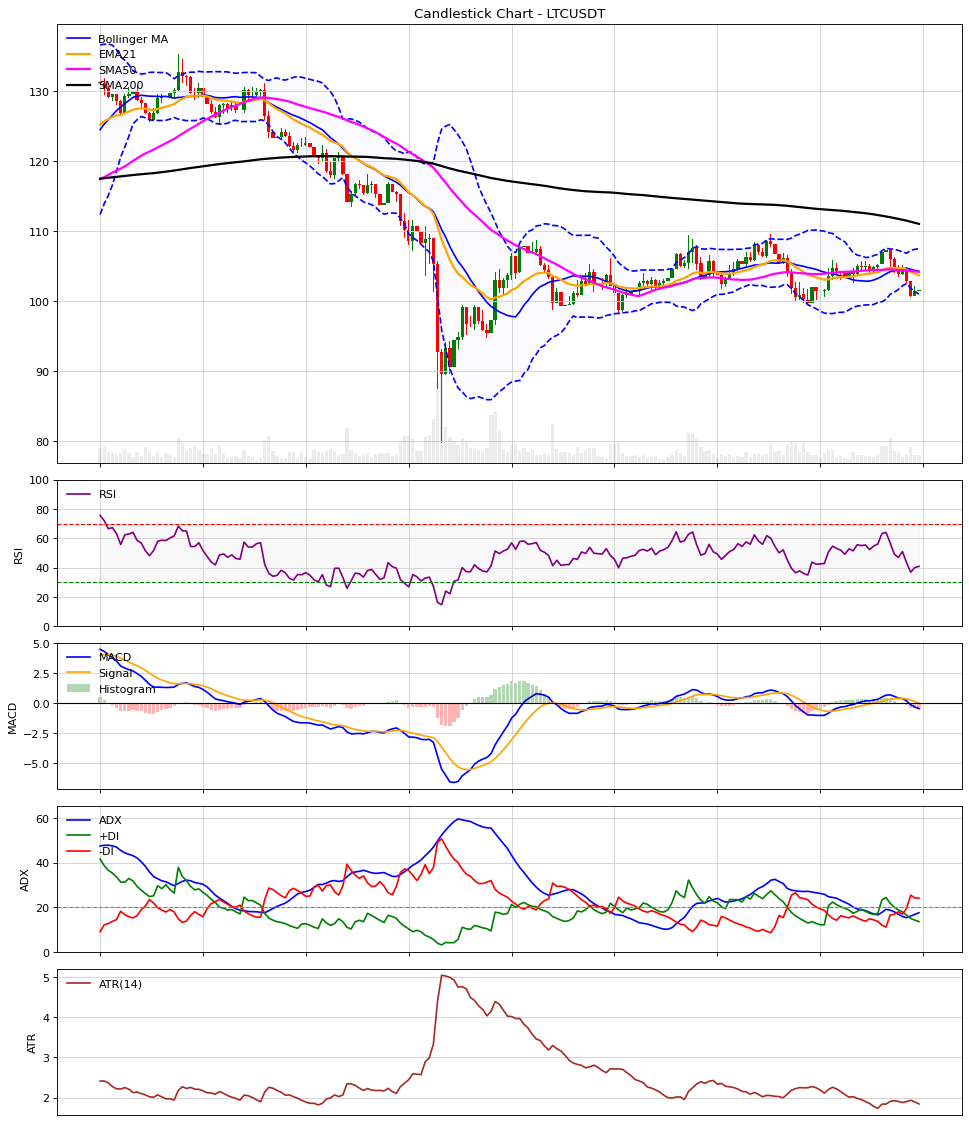 Candlestick Chart - LTCUSDT
Bollinger MA
EMA21
SMA50
SMA200
130
120
110
100
90
80
RSI
100
80
60
40
20
0
RSI
MACD
Signal
Histogram
5.0
2.5
0.0
−2.5
−5.0
MACD
ADX
+DI
-DI
60
40
20
0
ADX
ATR(14)
5
4
3
2
ATR